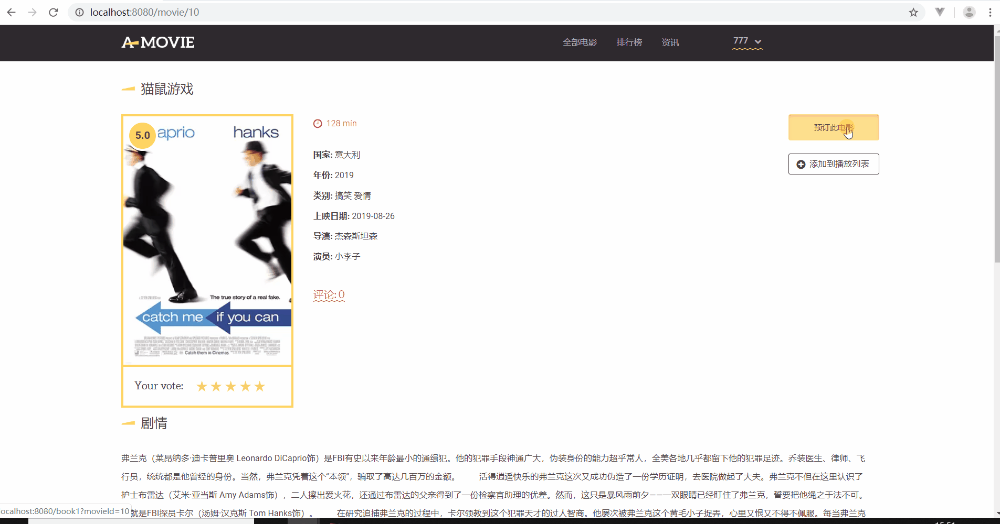 localhost:8080/movie/10
A MOVIE
全部电影 排行榜 资讯 777
猫鼠游戏
5.0
aprio hanks
128 min
预订此电影
国家: 意大利
添加到播放列表
年份: 2019
类别: 搞笑 爱情
上映日期: 2019-08-26
导演: 杰森斯坦森
演员: 小李子
评论: 0
The true story of a real fake.
catch me if you can
Catch them in Cinemas
Your vote:
剧情
弗兰克（莱昂纳多·迪卡普里奥 Leonardo DiCaprio饰）是FBI有史以来年龄最小的通缉犯。他的犯罪手段神通广大，伪装身份的能力超乎常人，全美各地几乎都留下他的犯罪足迹。乔装医生、律师、飞
行员，统统都是他曾经的身份。当然，弗兰克凭着这个“本领”，骗取了高达几百万的金额。 活得逍遥快乐的弗兰克这次又成功伪造了一份学历证明，去医院做起了大夫。弗兰克不但在这里认识了
护士布雷达（艾米·亚当斯 Amy Adams饰），二人擦出爱火花，还通过布雷达的父亲得到了一份检察官助理的优差。然而，这只是暴风雨前夕－－一双眼睛已经盯住了弗兰克，誓要把他绳之于法不可。
就是FBI探员卡尔（汤姆·汉克斯 Tom Hanks饰）。 在研究追捕弗兰克的过程中，卡尔领教到这个犯罪天才的过人智商。他屡次被弗兰克这个黄毛小子捉弄，心里又恨又不得不佩服。每当弗兰克
ocalhost:8080/book1?movieId=10